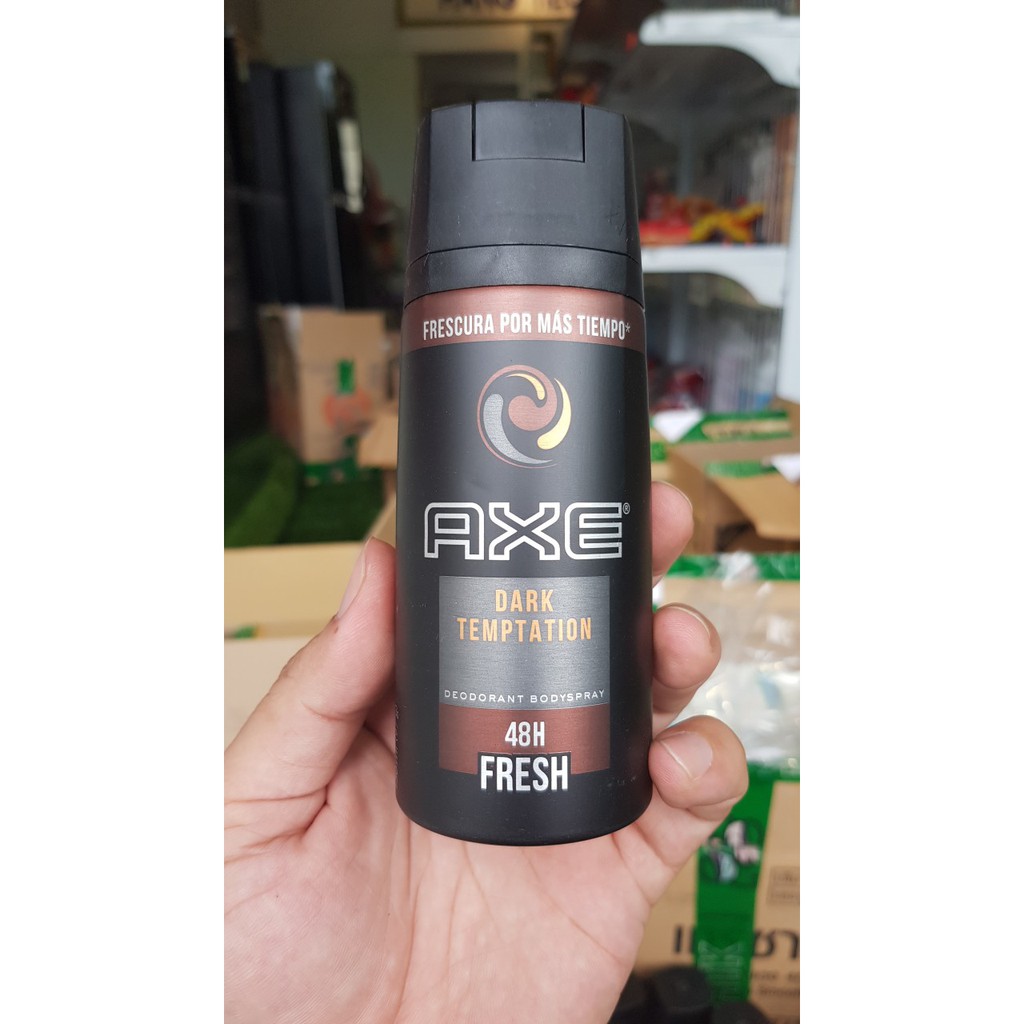 FRESCURA POR MÁS TIEMPO*
AXE®
DARK
TEMPTATION
DEODORANT BODYSPRAY
48H
FRESH